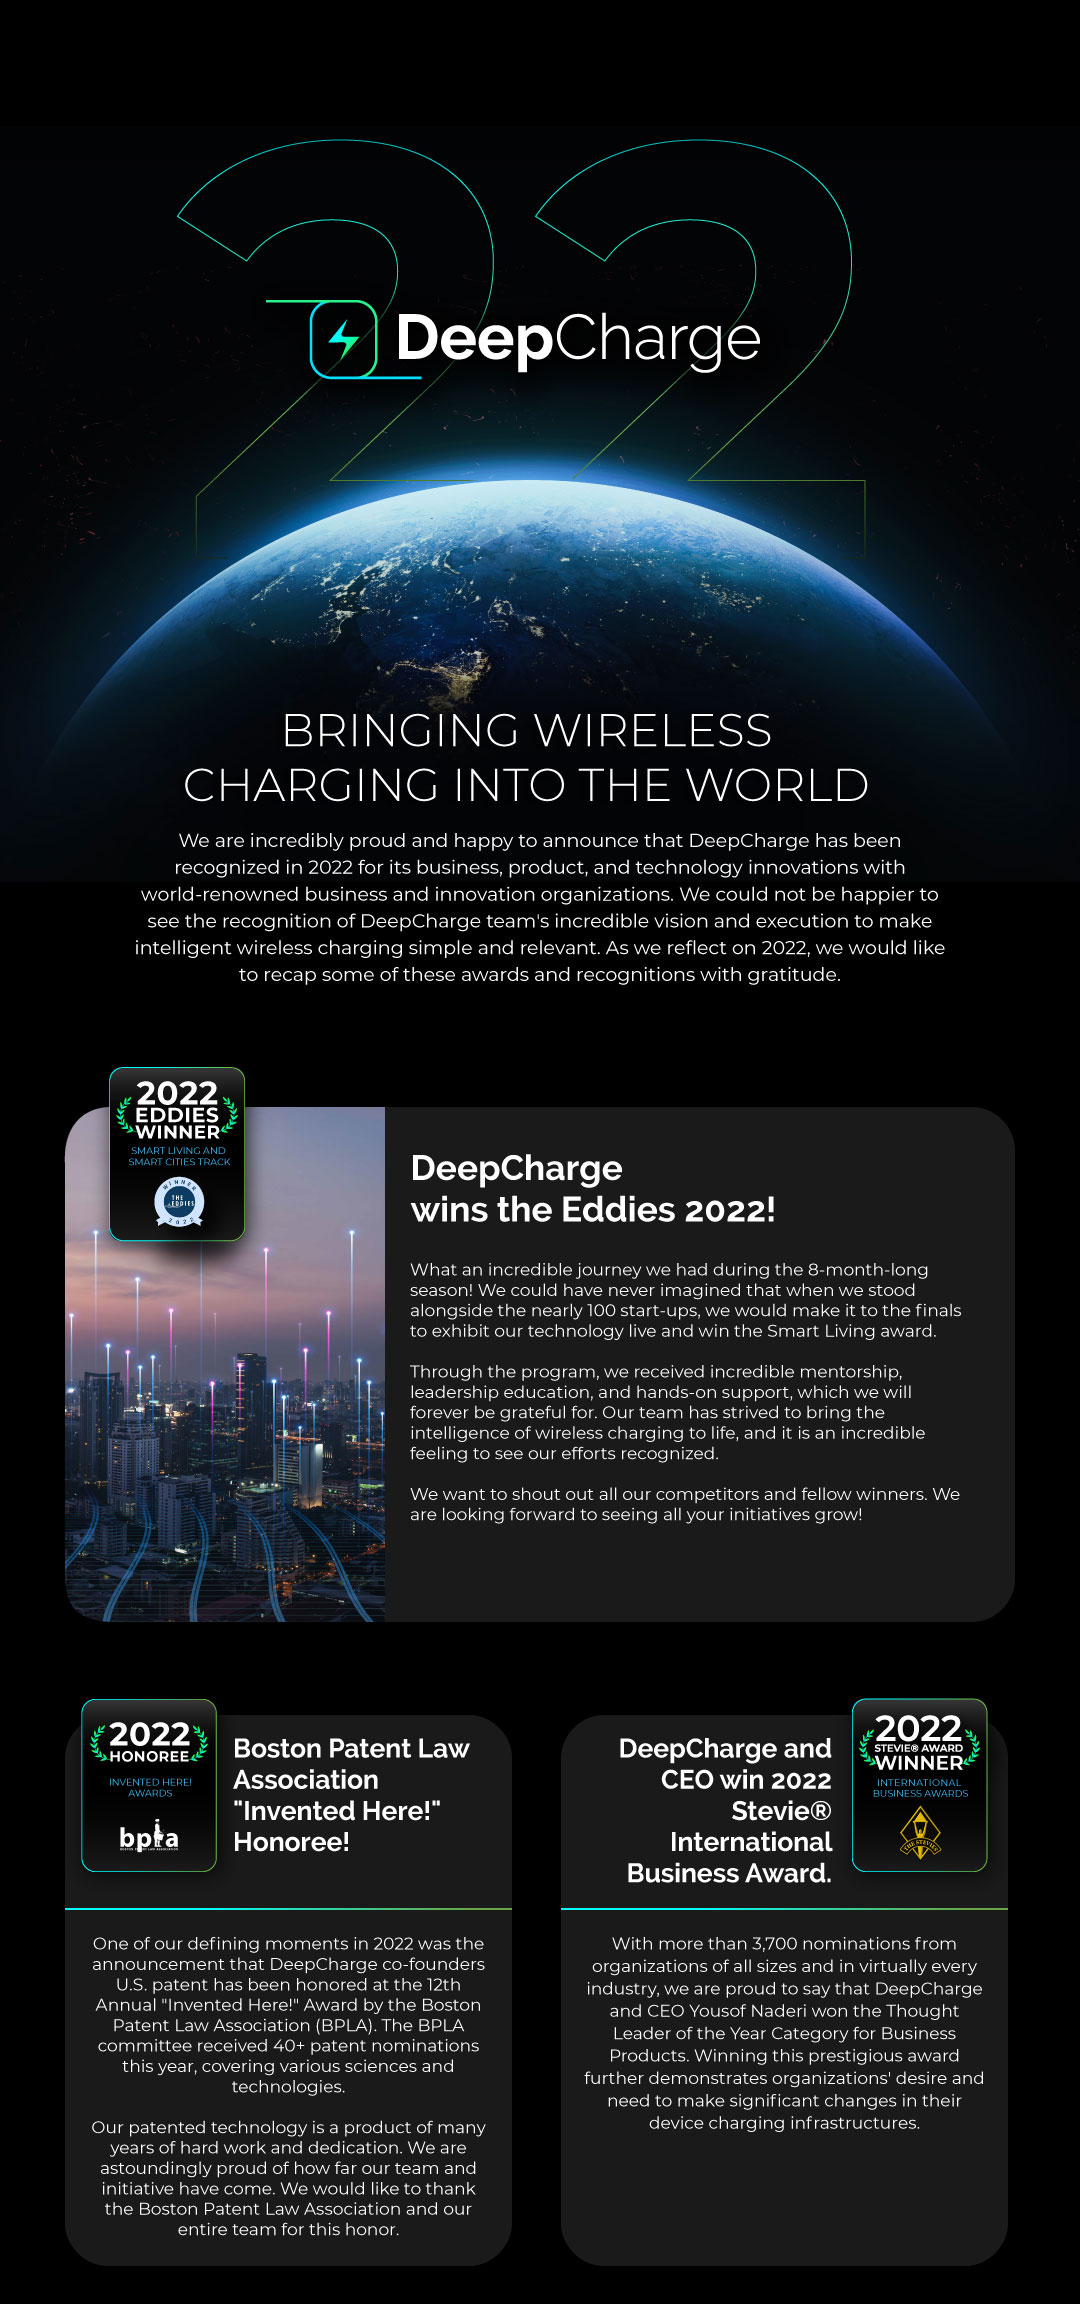 22
DeepCharge
BRINGING WIRELESS
CHARGING INTO THE WORLD
We are incredibly proud and happy to announce that DeepCharge has been
recognized in 2022 for its business, product, and technology innovations with
world-renowned business and innovation organizations. We could not be happier to
see the recognition of DeepCharge team's incredible vision and execution to make
intelligent wireless charging simple and relevant. As we reflect on 2022, we would like
to recap some of these awards and recognitions with gratitude.
2022
EDDIES
WINNER
SMART LIVING AND
SMART CITIES TRACK
WINNER
THE
EDDIES
2022
DeepCharge
wins the Eddies 2022!
What an incredible journey we had during the 8-month-long
season! We could have never imagined that when we stood
alongside the nearly 100 start-ups, we would make it to the finals
to exhibit our technology live and win the Smart Living award.
Through the program, we received incredible mentorship,
leadership education, and hands-on support, which we will
forever be grateful for. Our team has strived to bring the
intelligence of wireless charging to life, and it is an incredible
feeling to see our efforts recognized.
We want to shout out all our competitors and fellow winners. We
are looking forward to seeing all your initiatives grow!
2022
HONOREE
INVENTED HERE!
AWARDS
bpla
BOSTON PATENT LAW ASSOCIATION
Boston Patent Law
Association
"Invented Here!"
Honoree!
One of our defining moments in 2022 was the
announcement that DeepCharge co-founders
U.S. patent has been honored at the 12th
Annual "Invented Here!" Award by the Boston
Patent Law Association (BPLA). The BPLA
committee received 40+ patent nominations
this year, covering various sciences and
technologies.
Our patented technology is a product of many
years of hard work and dedication. We are
astoundingly proud of how far our team and
initiative have come. We would like to thank
the Boston Patent Law Association and our
entire team for this honor.
DeepCharge and
CEO win 2022
Stevie®
International
Business Award.
2022
STEVIE® AWARD
WINNER
INTERNATIONAL
BUSINESS AWARDS
THE STEVIES
With more than 3,700 nominations from
organizations of all sizes and in virtually every
industry, we are proud to say that DeepCharge
and CEO Yousof Naderi won the Thought
Leader of the Year Category for Business
Products. Winning this prestigious award
further demonstrates organizations' desire and
need to make significant changes in their
device charging infrastructures.